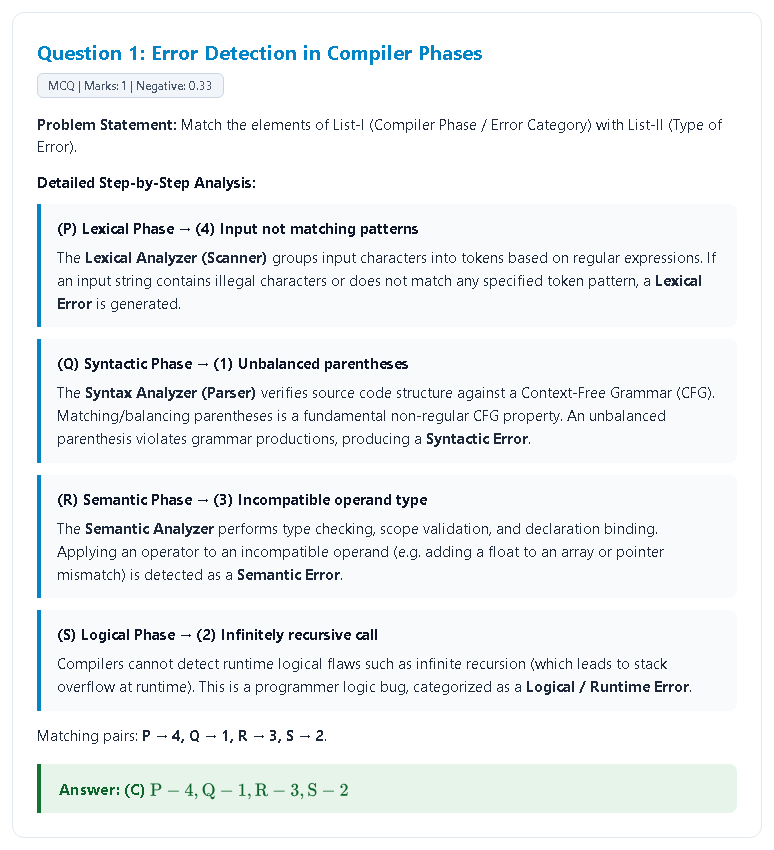 Question 1: Error Detection in Compiler Phases
MCQ | Marks: 1 | Negative: 0.33
Problem Statement: Match the elements of List-I (Compiler Phase / Error Category) with List-II (Type of
Error).
Detailed Step-by-Step Analysis:
(P) Lexical Phase → (4) Input not matching patterns
The Lexical Analyzer (Scanner) groups input characters into tokens based on regular expressions. If
an input string contains illegal characters or does not match any specified token pattern, a Lexical
Error is generated.
(Q) Syntactic Phase → (1) Unbalanced parentheses
The Syntax Analyzer (Parser) verifies source code structure against a Context-Free Grammar (CFG).
Matching/balancing parentheses is a fundamental non-regular CFG property. An unbalanced
parenthesis violates grammar productions, producing a Syntactic Error.
(R) Semantic Phase → (3) Incompatible operand type
The Semantic Analyzer performs type checking, scope validation, and declaration binding.
Applying an operator to an incompatible operand (e.g. adding a float to an array or pointer
mismatch) is detected as a Semantic Error.
(S) Logical Phase → (2) Infinitely recursive call
Compilers cannot detect runtime logical flaws such as infinite recursion (which leads to stack
overflow at runtime). This is a programmer logic bug, categorized as a Logical / Runtime Error.
Matching pairs: P → 4, Q → 1, R → 3, S → 2.
Answer: (C) P − 4, Q − 1, R − 3, S − 2